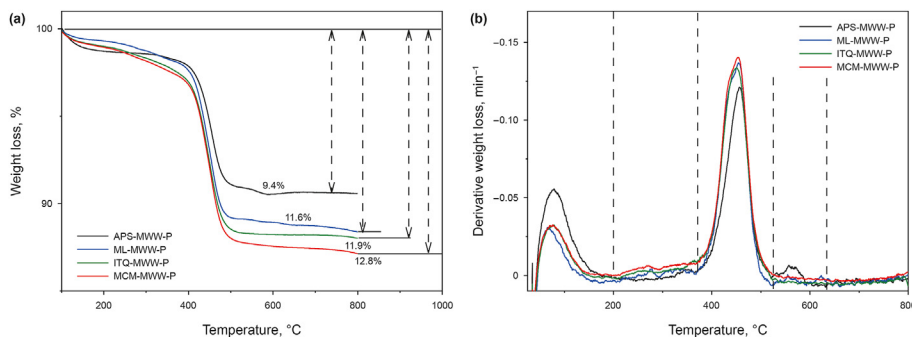 (a)
100
90
Weight loss, %
9.4%
11.6%
11.9%
12.8%
APS-MWW-P
ML-MWW-P
ITQ-MWW-P
MCM-MWW-P
200
400
600
800
1000
Temperature, °C
(b)
−0.15
−0.10
−0.05
0
Derivative weight loss, min⁻¹
APS-MWW-P
ML-MWW-P
ITQ-MWW-P
MCM-MWW-P
200
400
600
800
Temperature, °C